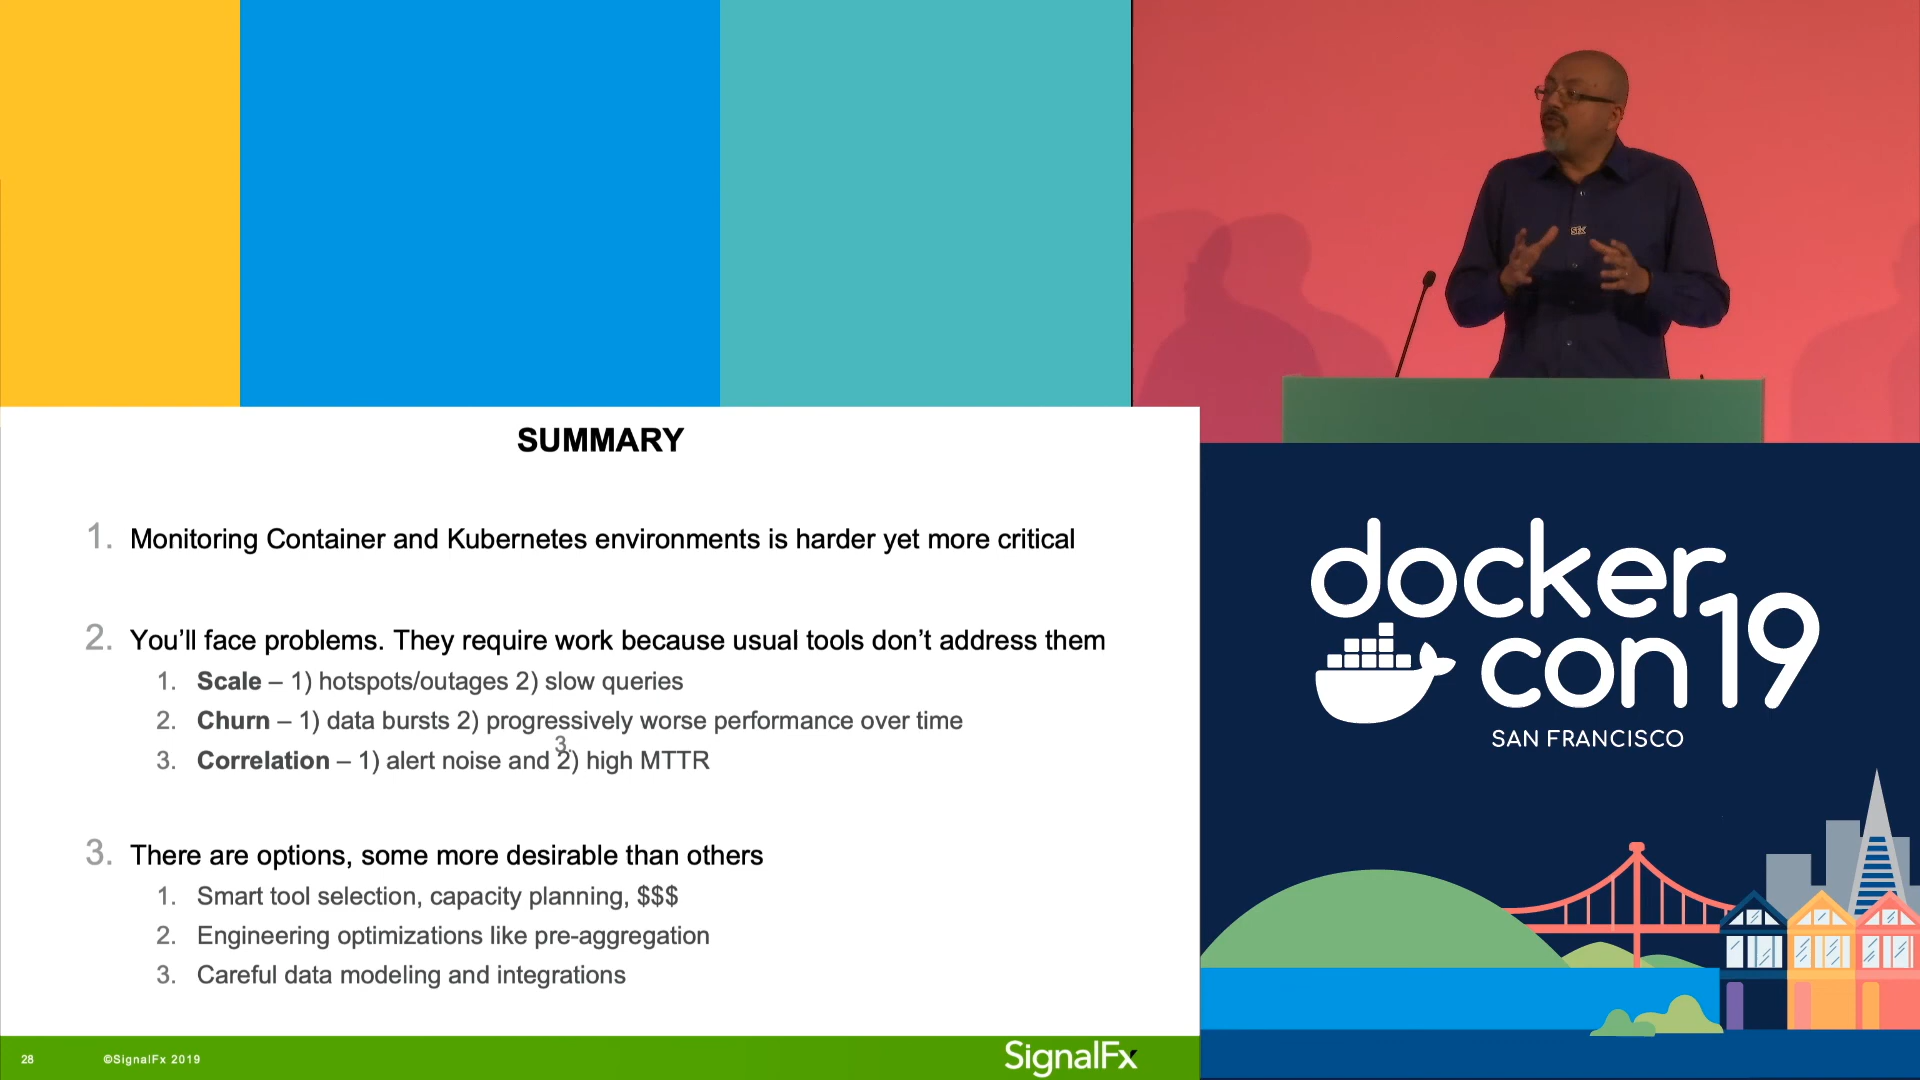 SUMMARY
1. Monitoring Container and Kubernetes environments is harder yet more critical
2. You’ll face problems. They require work because usual tools don’t address them
1. Scale – 1) hotspots/outages 2) slow queries
2. Churn – 1) data bursts 2) progressively worse performance over time
3.
3. Correlation – 1) alert noise and 2) high MTTR
3. There are options, some more desirable than others
1. Smart tool selection, capacity planning, $$$
2. Engineering optimizations like pre-aggregation
3. Careful data modeling and integrations
28 ©SignalFx 2019 SignalFx
docker
con 19
SAN FRANCISCO